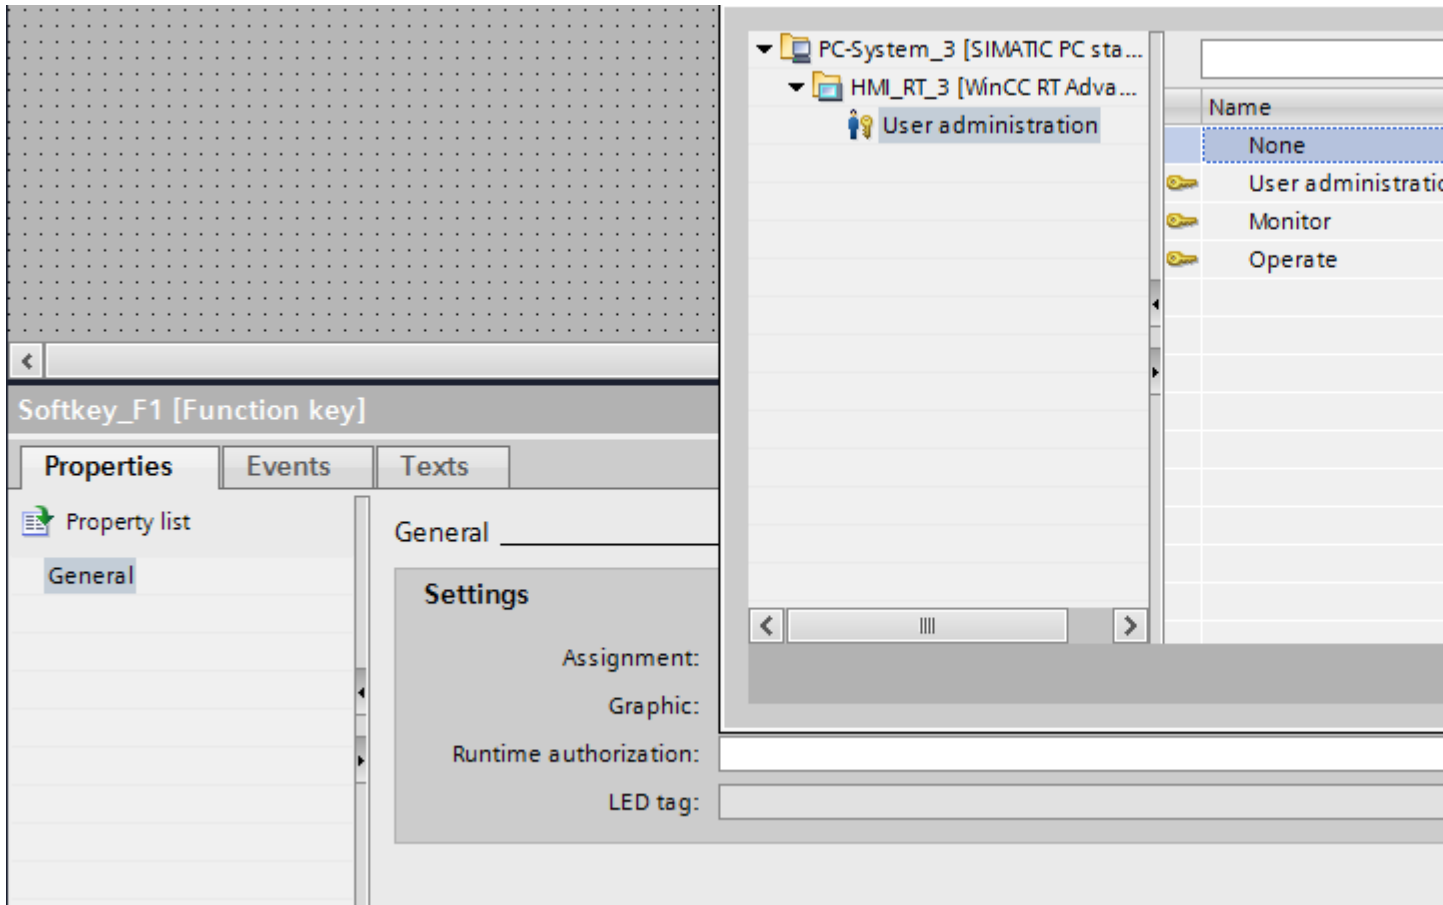 PC-System_3 [SIMATIC PC sta...
HMI_RT_3 [WinCC RT Adva...
User administration
Name
None
User administratio
Monitor
Operate
Softkey_F1 [Function key]
Properties
Events
Texts
Property list
General
General
Settings
Assignment:
Graphic:
Runtime authorization:
LED tag: